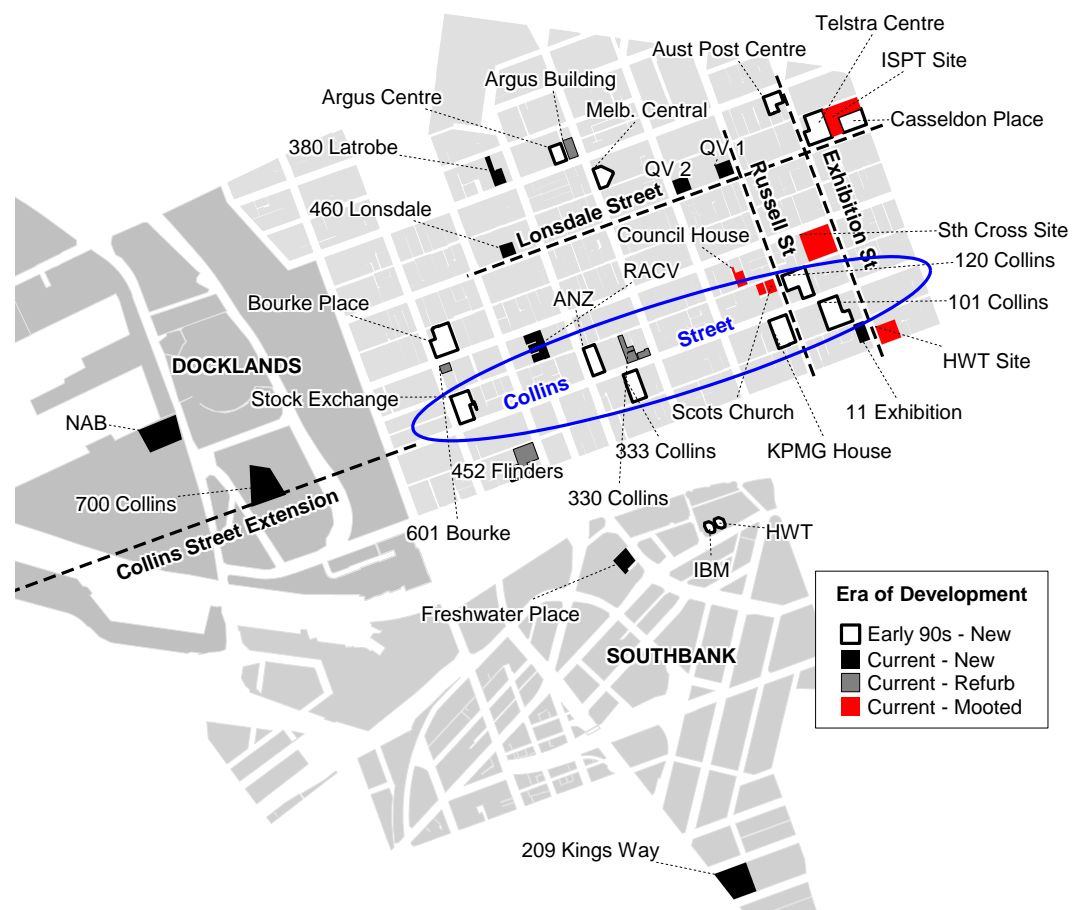 Telstra Centre
Aust Post Centre
ISPT Site
Argus Building
Argus Centre
Melb. Central
Casseldon Place
380 Latrobe
QV 1
QV 2
Russell St
Exhibition St
460 Lonsdale
Lonsdale Street
Sth Cross Site
Council House
120 Collins
RACV
Bourke Place
ANZ
101 Collins
Street
DOCKLANDS
HWT Site
Collins
Stock Exchange
Scots Church
11 Exhibition
NAB
333 Collins
KPMG House
452 Flinders
330 Collins
700 Collins
Collins Street Extension
601 Bourke
HWT
IBM
Freshwater Place
Era of Development
Early 90s - New
Current - New
Current - Refurb
Current - Mooted
SOUTHBANK
209 Kings Way